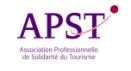 APST
Association Professionnelle
de Solidarité du Tourisme